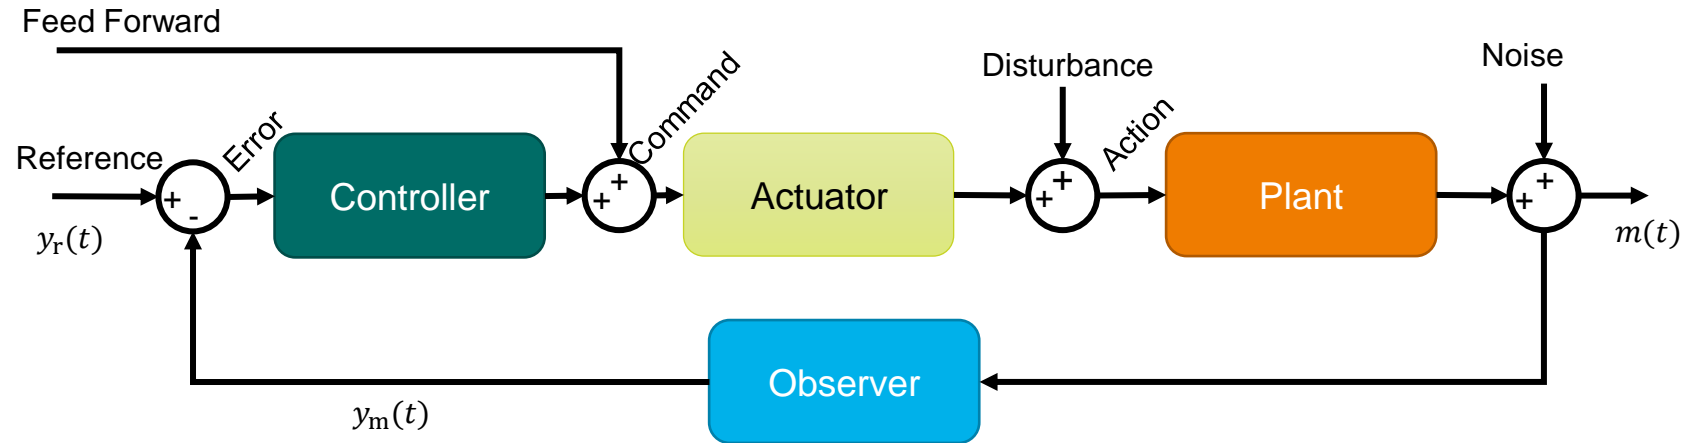 Feed Forward
Disturbance
Noise
Command
Action
Error
Reference
+
-
Controller
+
+
Actuator
+
+
Plant
+
+
y_r(t)
m(t)
Observer
y_m(t)